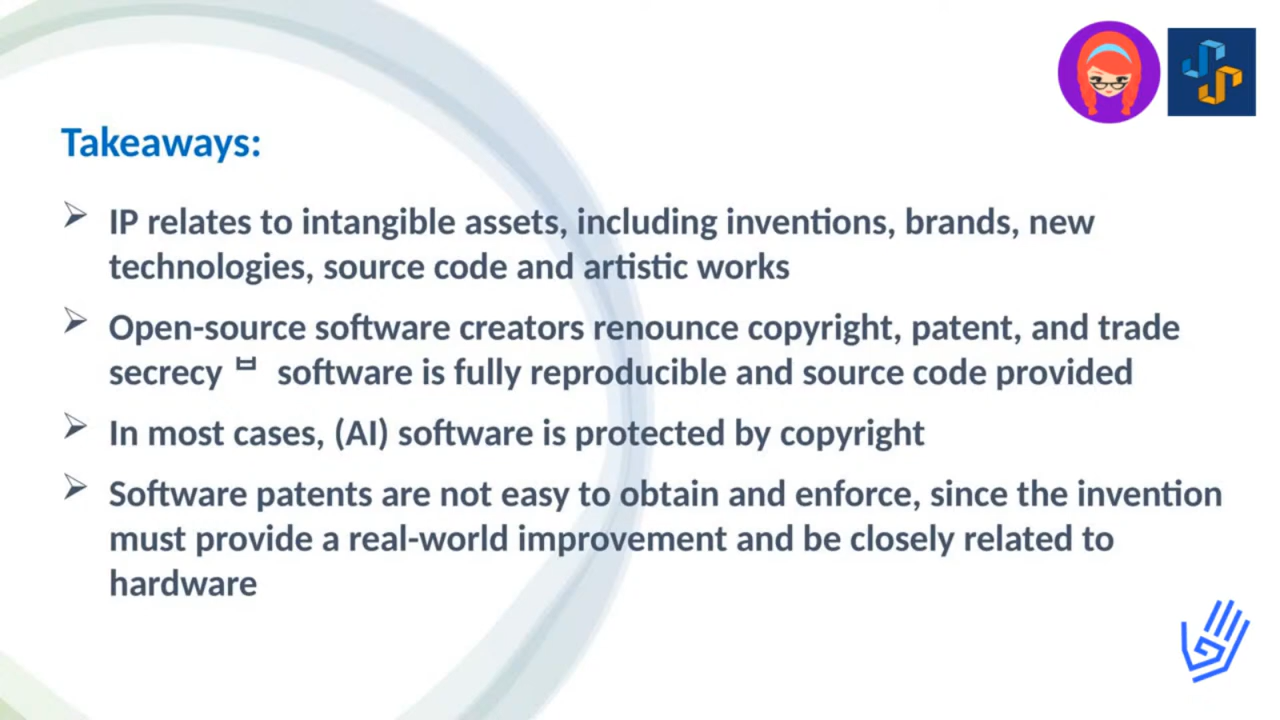 Takeaways:
IP relates to intangible assets, including inventions, brands, new
technologies, source code and artistic works
Open-source software creators renounce copyright, patent, and trade
secrecy software is fully reproducible and source code provided
In most cases, (AI) software is protected by copyright
Software patents are not easy to obtain and enforce, since the invention
must provide a real-world improvement and be closely related to
hardware